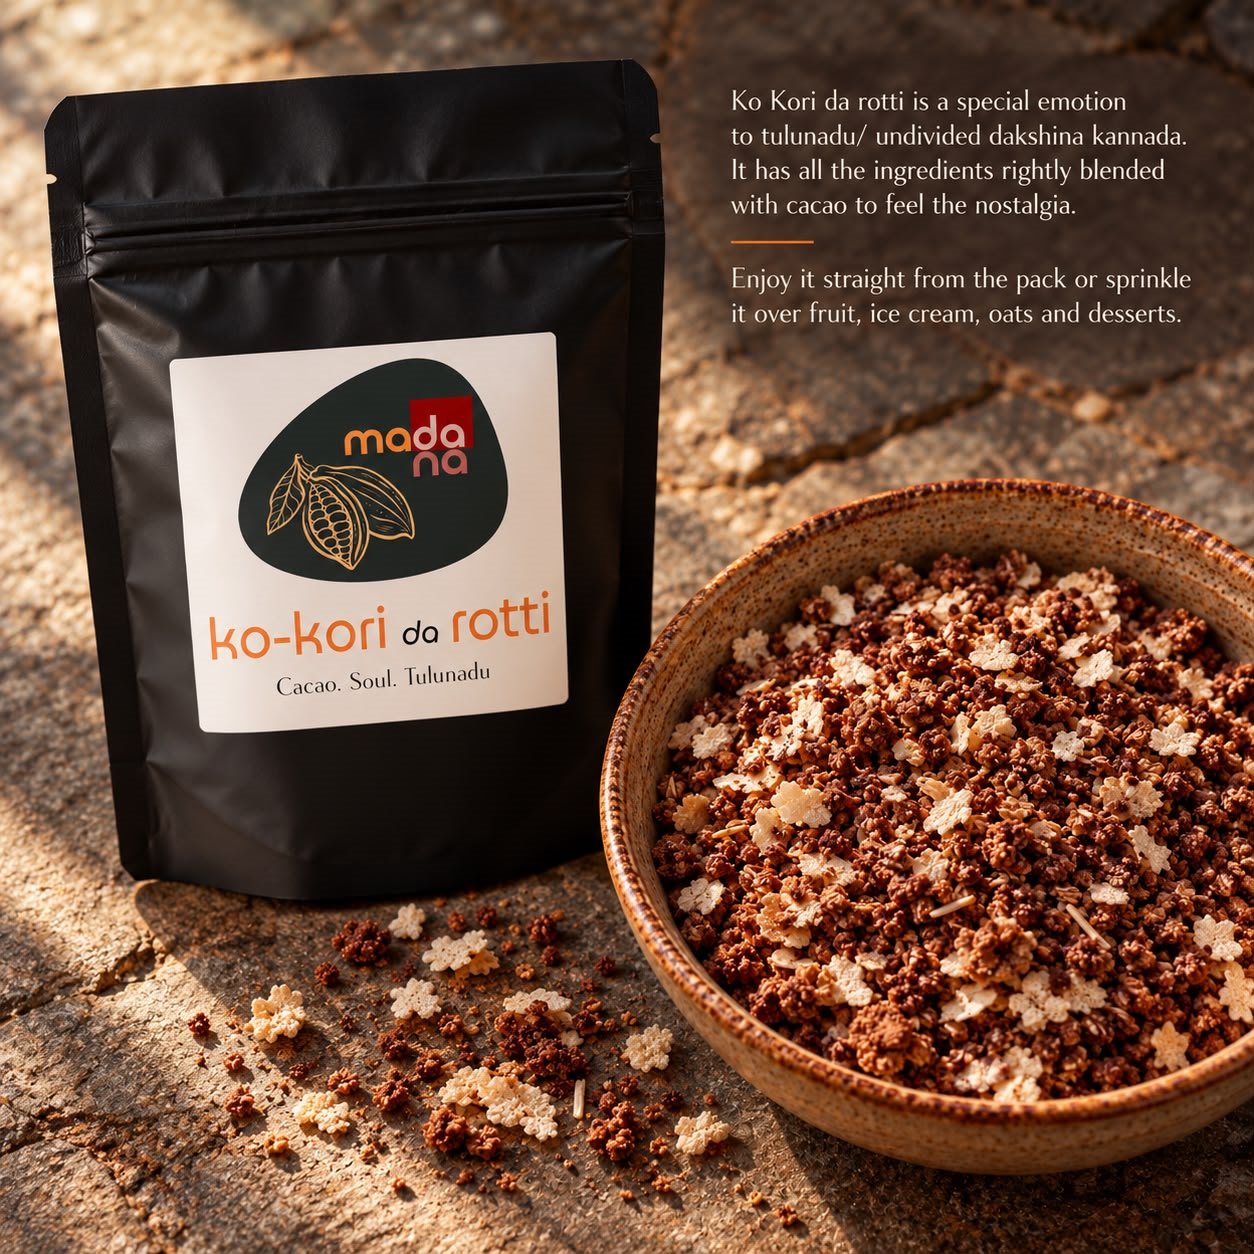 Ko Kori da rotti is a special emotion
to tulunadu/ undivided dakshina kannada.
It has all the ingredients rightly blended
with cacao to feel the nostalgia.
Enjoy it straight from the pack or sprinkle
it over fruit, ice cream, oats and desserts.
mada
na
ko-kori da rotti
Cacao. Soul. Tulunadu